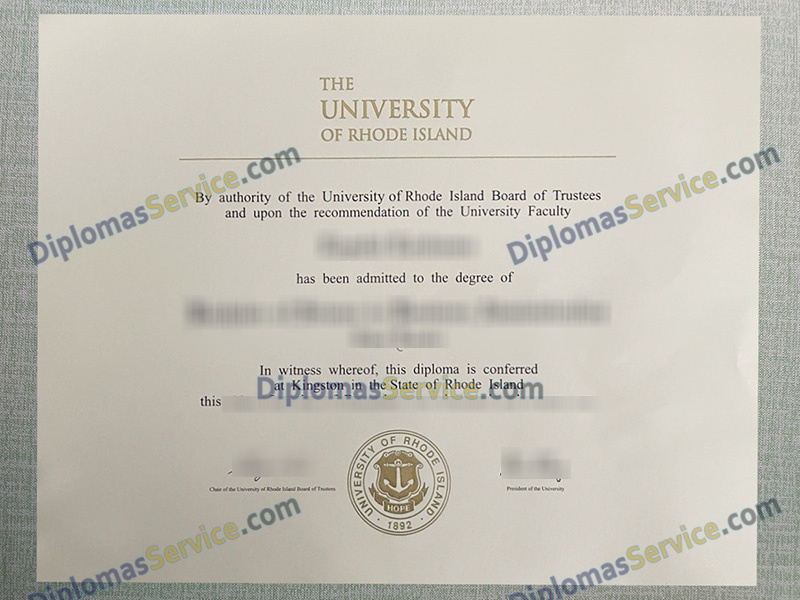 THE
UNIVERSITY
OF RHODE ISLAND
DiplomasService.com
DiplomasService.com
By authority of the University of Rhode Island Board of Trustees
and upon the recommendation of the University Faculty
has been admitted to the degree of
In witness whereof, this diploma is conferred
at Kingston in the State of Rhode Island
DiplomasService.com
this
UNIVERSITY OF RHODE ISLAND
HOPE
· 1892 ·
Chair of the University of Rhode Island Board of Trustees
President of the University
DiplomasService.com
DiplomasService.com